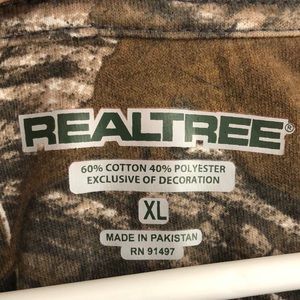 REALTREE®
60% COTTON 40% POLYESTER
EXCLUSIVE OF DECORATION
XL
MADE IN PAKISTAN
RN 91497